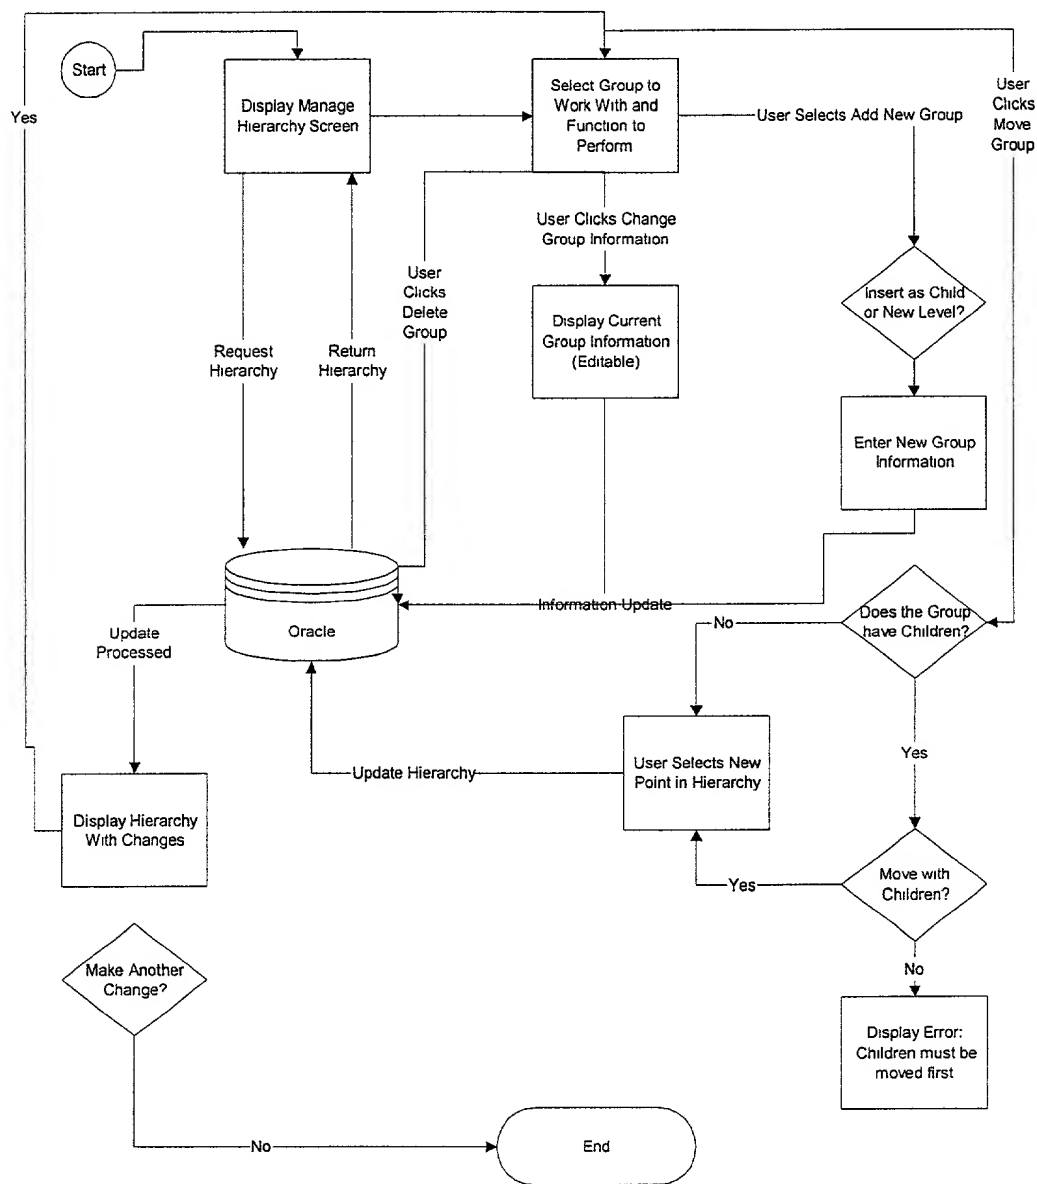 Start
Yes
Display Manage
Hierarchy Screen
Select Group to
Work With and
Function to
Perform
User Selects Add New Group
User
Clicks
Move
Group
User Clicks Change
Group Information
User
Clicks
Delete
Group
Insert as Child
or New Level?
Display Current
Group Information
(Editable)
Request
Hierarchy
Return
Hierarchy
Enter New Group
Information
Information Update
Oracle
Does the Group
have Children?
No
Update
Processed
Yes
User Selects New
Point in Hierarchy
Update Hierarchy
Display Hierarchy
With Changes
Move with
Children?
Yes
No
Make Another
Change?
Display Error:
Children must be
moved first
No
End